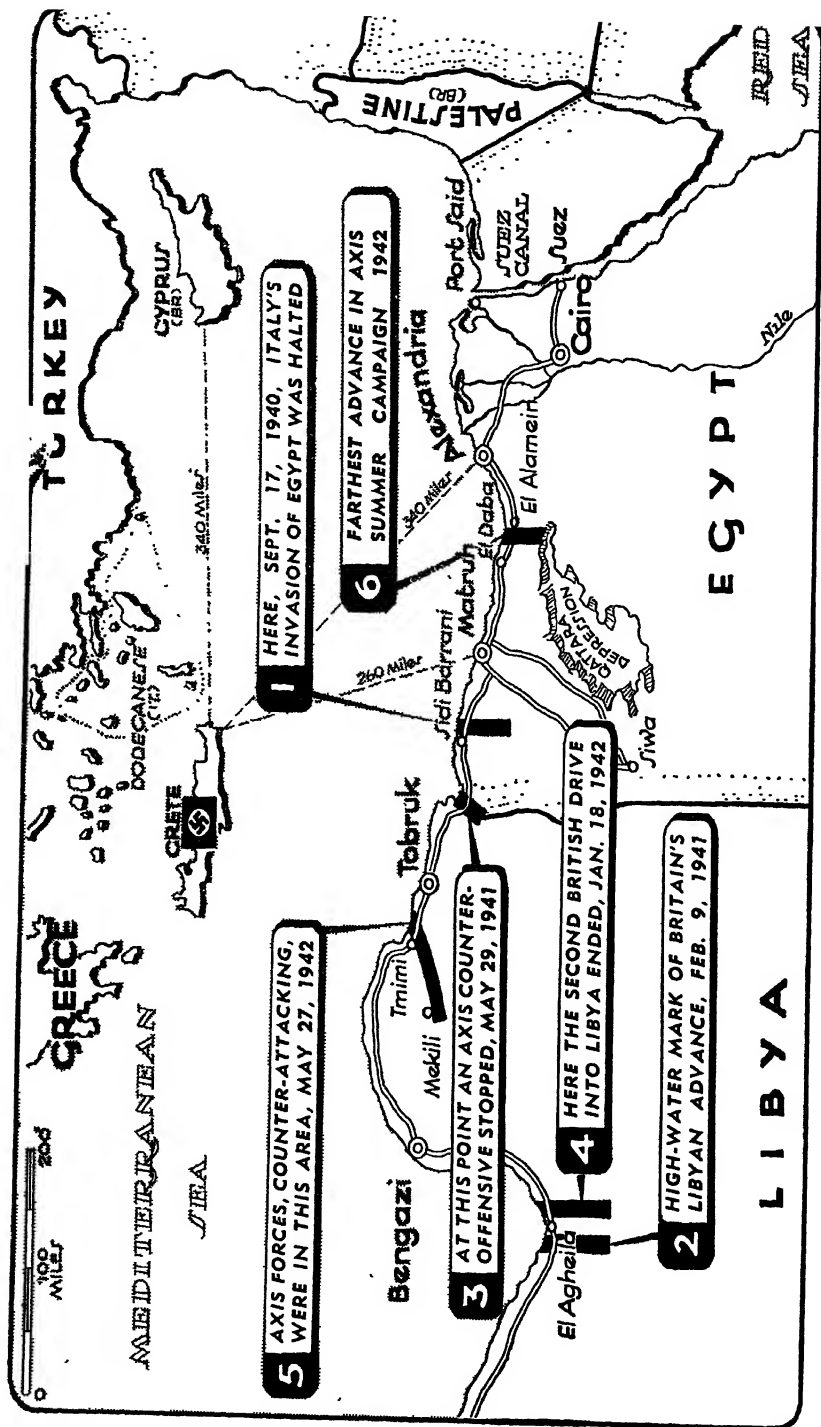 TURKEY
GREECE
CYPRUS
(BR)
DODECANESE
(IT.)
CRETE
0 100 200
MILES
MEDITERRANEAN
SEA
340 Miles
260 Miles
340 Miles
PALESTINE
(BR)
5 AXIS FORCES, COUNTER-ATTACKING,
WERE IN THIS AREA, MAY 27, 1942
1 HERE, SEPT. 17, 1940, ITALY'S
INVASION OF EGYPT WAS HALTED
6 FARTHEST ADVANCE IN AXIS
SUMMER CAMPAIGN 1942
Bengazi
Tmimi
Mekili
Tobruk
Sidi Barrani
Matruh
El Daba
El Alamein
Alexandria
Port Said
SUEZ
CANAL
Suez
Cairo
Nile
QATTARA
DEPRESSION
Siwa
3 AT THIS POINT AN AXIS COUNTER-
OFFENSIVE STOPPED, MAY 29, 1941
4 HERE THE SECOND BRITISH DRIVE
INTO LIBYA ENDED, JAN. 18, 1942
2 HIGH-WATER MARK OF BRITAIN'S
LIBYAN ADVANCE, FEB. 9, 1941
El Agheila
LIBYA
EGYPT
RED
SEA